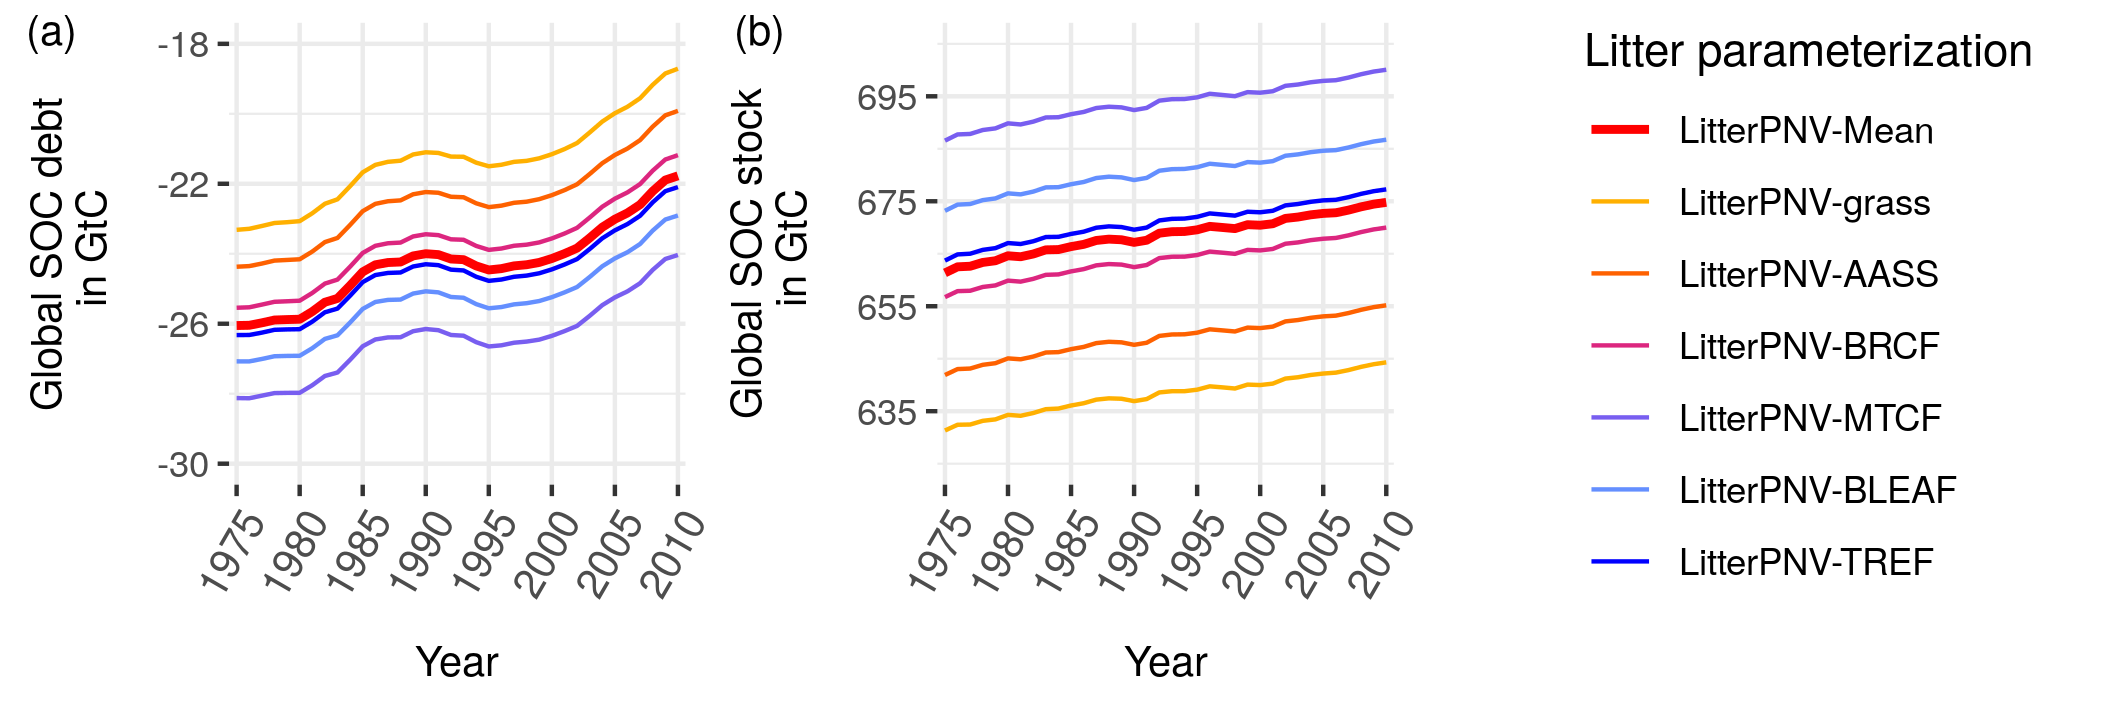 (a)
Global SOC debt
in GtC
-18
-22
-26
-30
1975
1980
1985
1990
1995
2000
2005
2010
Year
(b)
Global SOC stock
in GtC
695
675
655
635
1975
1980
1985
1990
1995
2000
2005
2010
Year
Litter parameterization
LitterPNV-Mean
LitterPNV-grass
LitterPNV-AASS
LitterPNV-BRCF
LitterPNV-MTCF
LitterPNV-BLEAF
LitterPNV-TREF